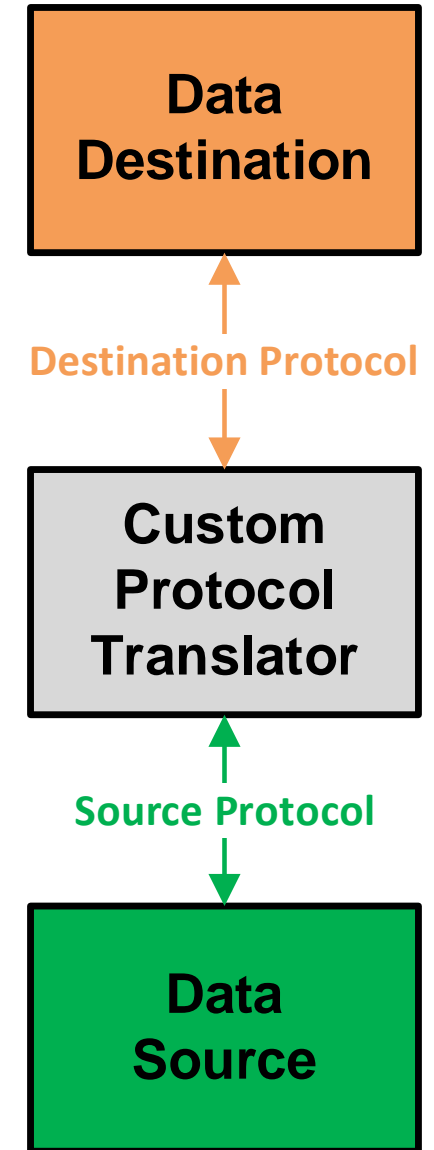 Data
Destination
Destination Protocol
Custom
Protocol
Translator
Source Protocol
Data
Source